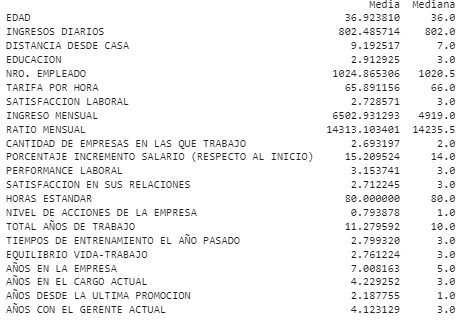 Media Mediana
EDAD 36.923810 36.0
INGRESOS DIARIOS 802.485714 802.0
DISTANCIA DESDE CASA 9.192517 7.0
EDUCACION 2.912925 3.0
NRO. EMPLEADO 1024.865306 1020.5
TARIFA POR HORA 65.891156 66.0
SATISFACCION LABORAL 2.728571 3.0
INGRESO MENSUAL 6502.931293 4919.0
RATIO MENSUAL 14313.103401 14235.5
CANTIDAD DE EMPRESAS EN LAS QUE TRABAJO 2.693197 2.0
PORCENTAJE INCREMENTO SALARIO (RESPECTO AL INICIO) 15.209524 14.0
PERFORMANCE LABORAL 3.153741 3.0
SATISFACCION EN SUS RELACIONES 2.712245 3.0
HORAS ESTANDAR 80.000000 80.0
NIVEL DE ACCIONES DE LA EMPRESA 0.793878 1.0
TOTAL AÑOS DE TRABAJO 11.279592 10.0
TIEMPOS DE ENTRENAMIENTO EL AÑO PASADO 2.799320 3.0
EQUILIBRIO VIDA-TRABAJO 2.761224 3.0
AÑOS EN LA EMPRESA 7.008163 5.0
AÑOS EN EL CARGO ACTUAL 4.229252 3.0
AÑOS DESDE LA ULTIMA PROMOCION 2.187755 1.0
AÑOS CON EL GERENTE ACTUAL 4.123129 3.0